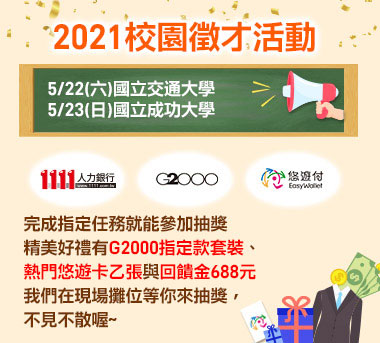 2021校園徵才活動
5/22(六)國立交通大學
5/23(日)國立成功大學
1111 人力銀行
www.1111.com.tw
G2000
悠遊付
EasyWallet
完成指定任務就能參加抽獎
精美好禮有G2000指定款套裝、
熱門悠遊卡乙張與回饋金688元
我們在現場攤位等你來抽獎，
不見不散喔~
悠遊付
EasyWallet